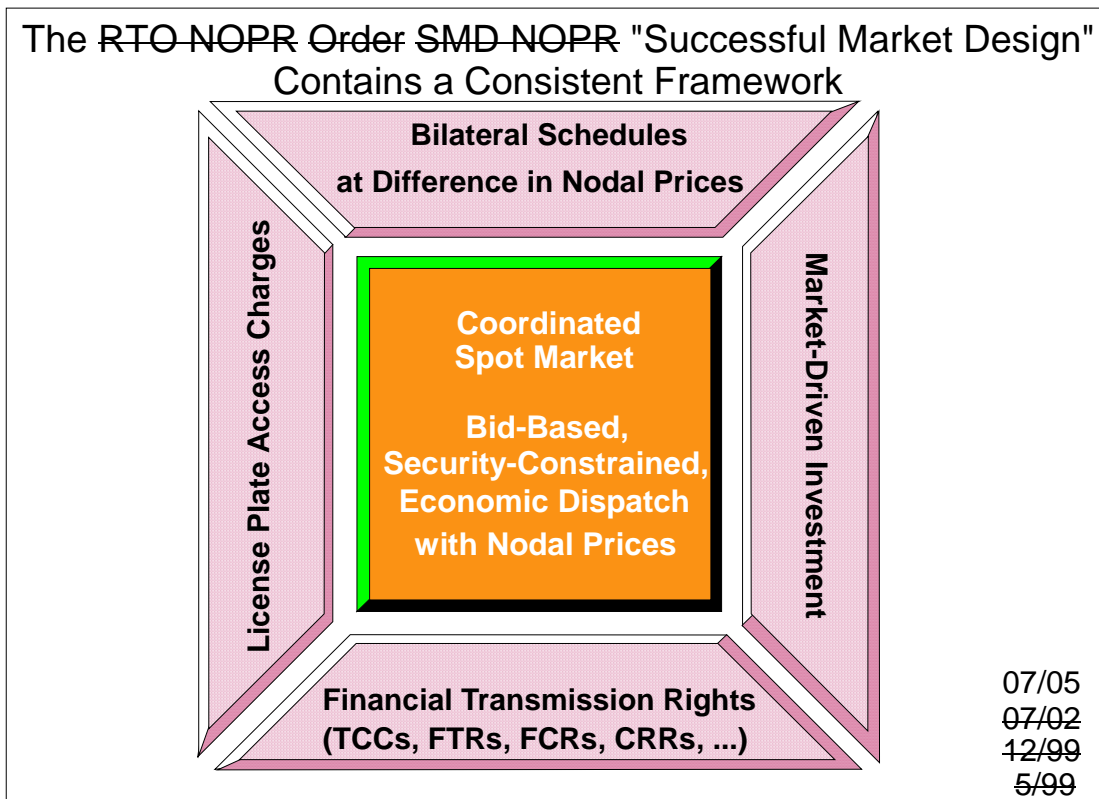 The RTO NOPR Order SMD NOPR "Successful Market Design"
Contains a Consistent Framework
Bilateral Schedules
at Difference in Nodal Prices
License Plate Access Charges
Coordinated
Spot Market
Bid-Based,
Security-Constrained,
Economic Dispatch
with Nodal Prices
Market-Driven Investment
Financial Transmission Rights
(TCCs, FTRs, FCRs, CRRs, ...)
07/05
07/02
12/99
5/99